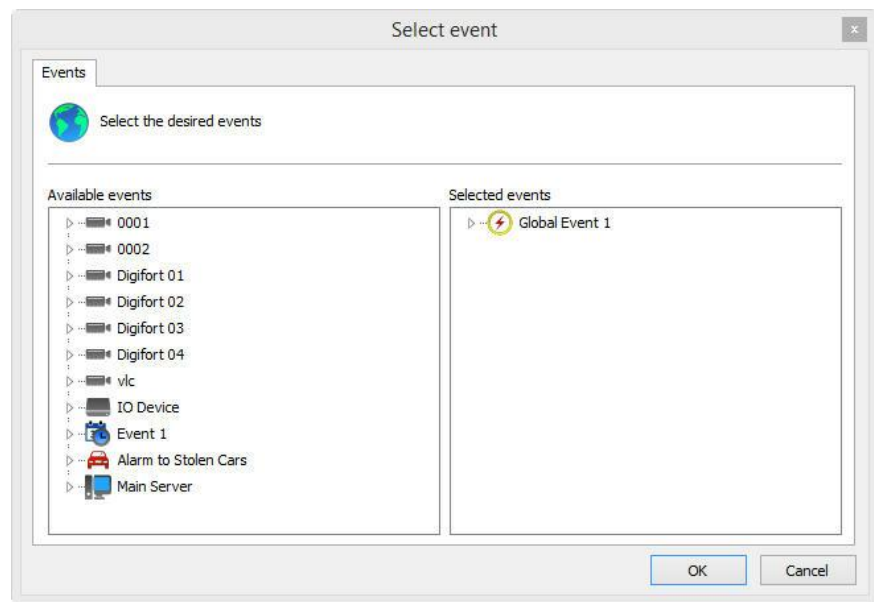 Select event
x
Events
Select the desired events
Available events
0001
0002
Digifort 01
Digifort 02
Digifort 03
Digifort 04
vlc
IO Device
Event 1
Alarm to Stolen Cars
Main Server
Selected events
Global Event 1
OK
Cancel